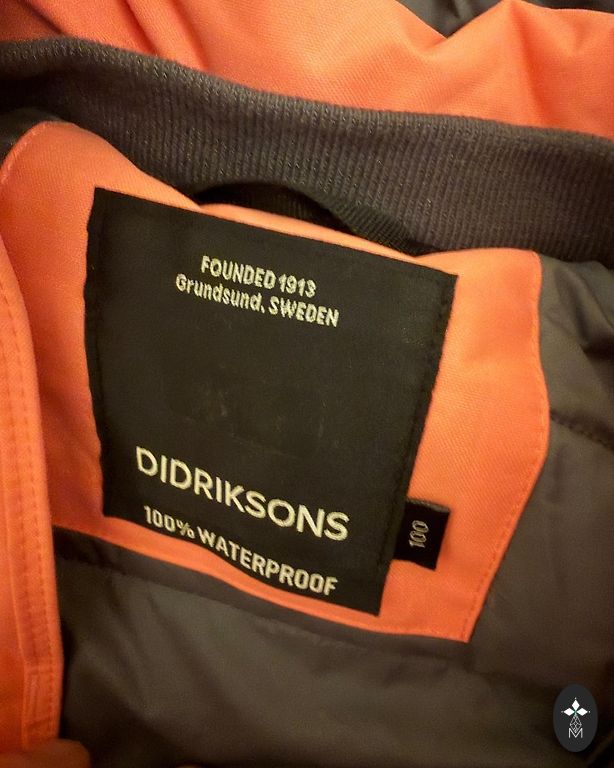 FOUNDED 1913
Grundsund, SWEDEN
DIDRIKSONS
100% WATERPROOF
100
M